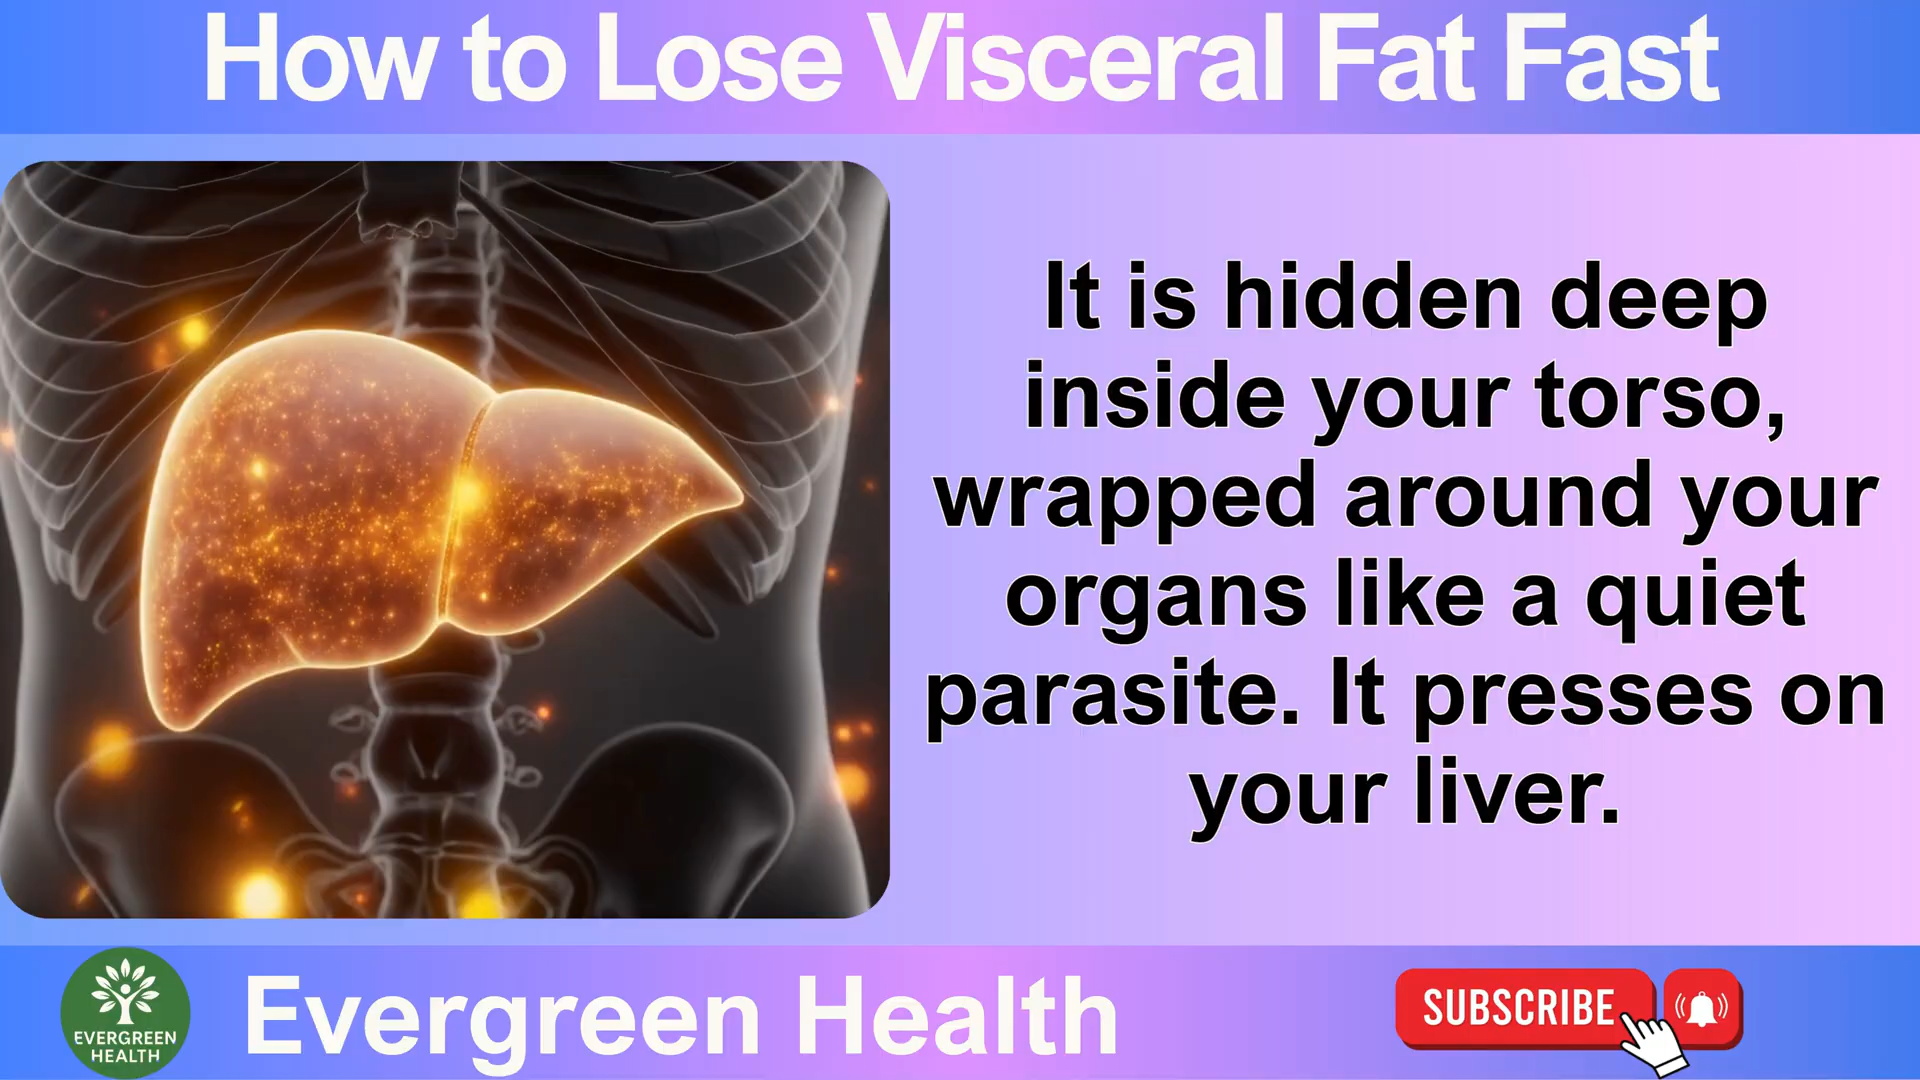 How to Lose Visceral Fat Fast
It is hidden deep
inside your torso,
wrapped around your
organs like a quiet
parasite. It presses on
your liver.
EVERGREEN
HEALTH
Evergreen Health
SUBSCRIBE